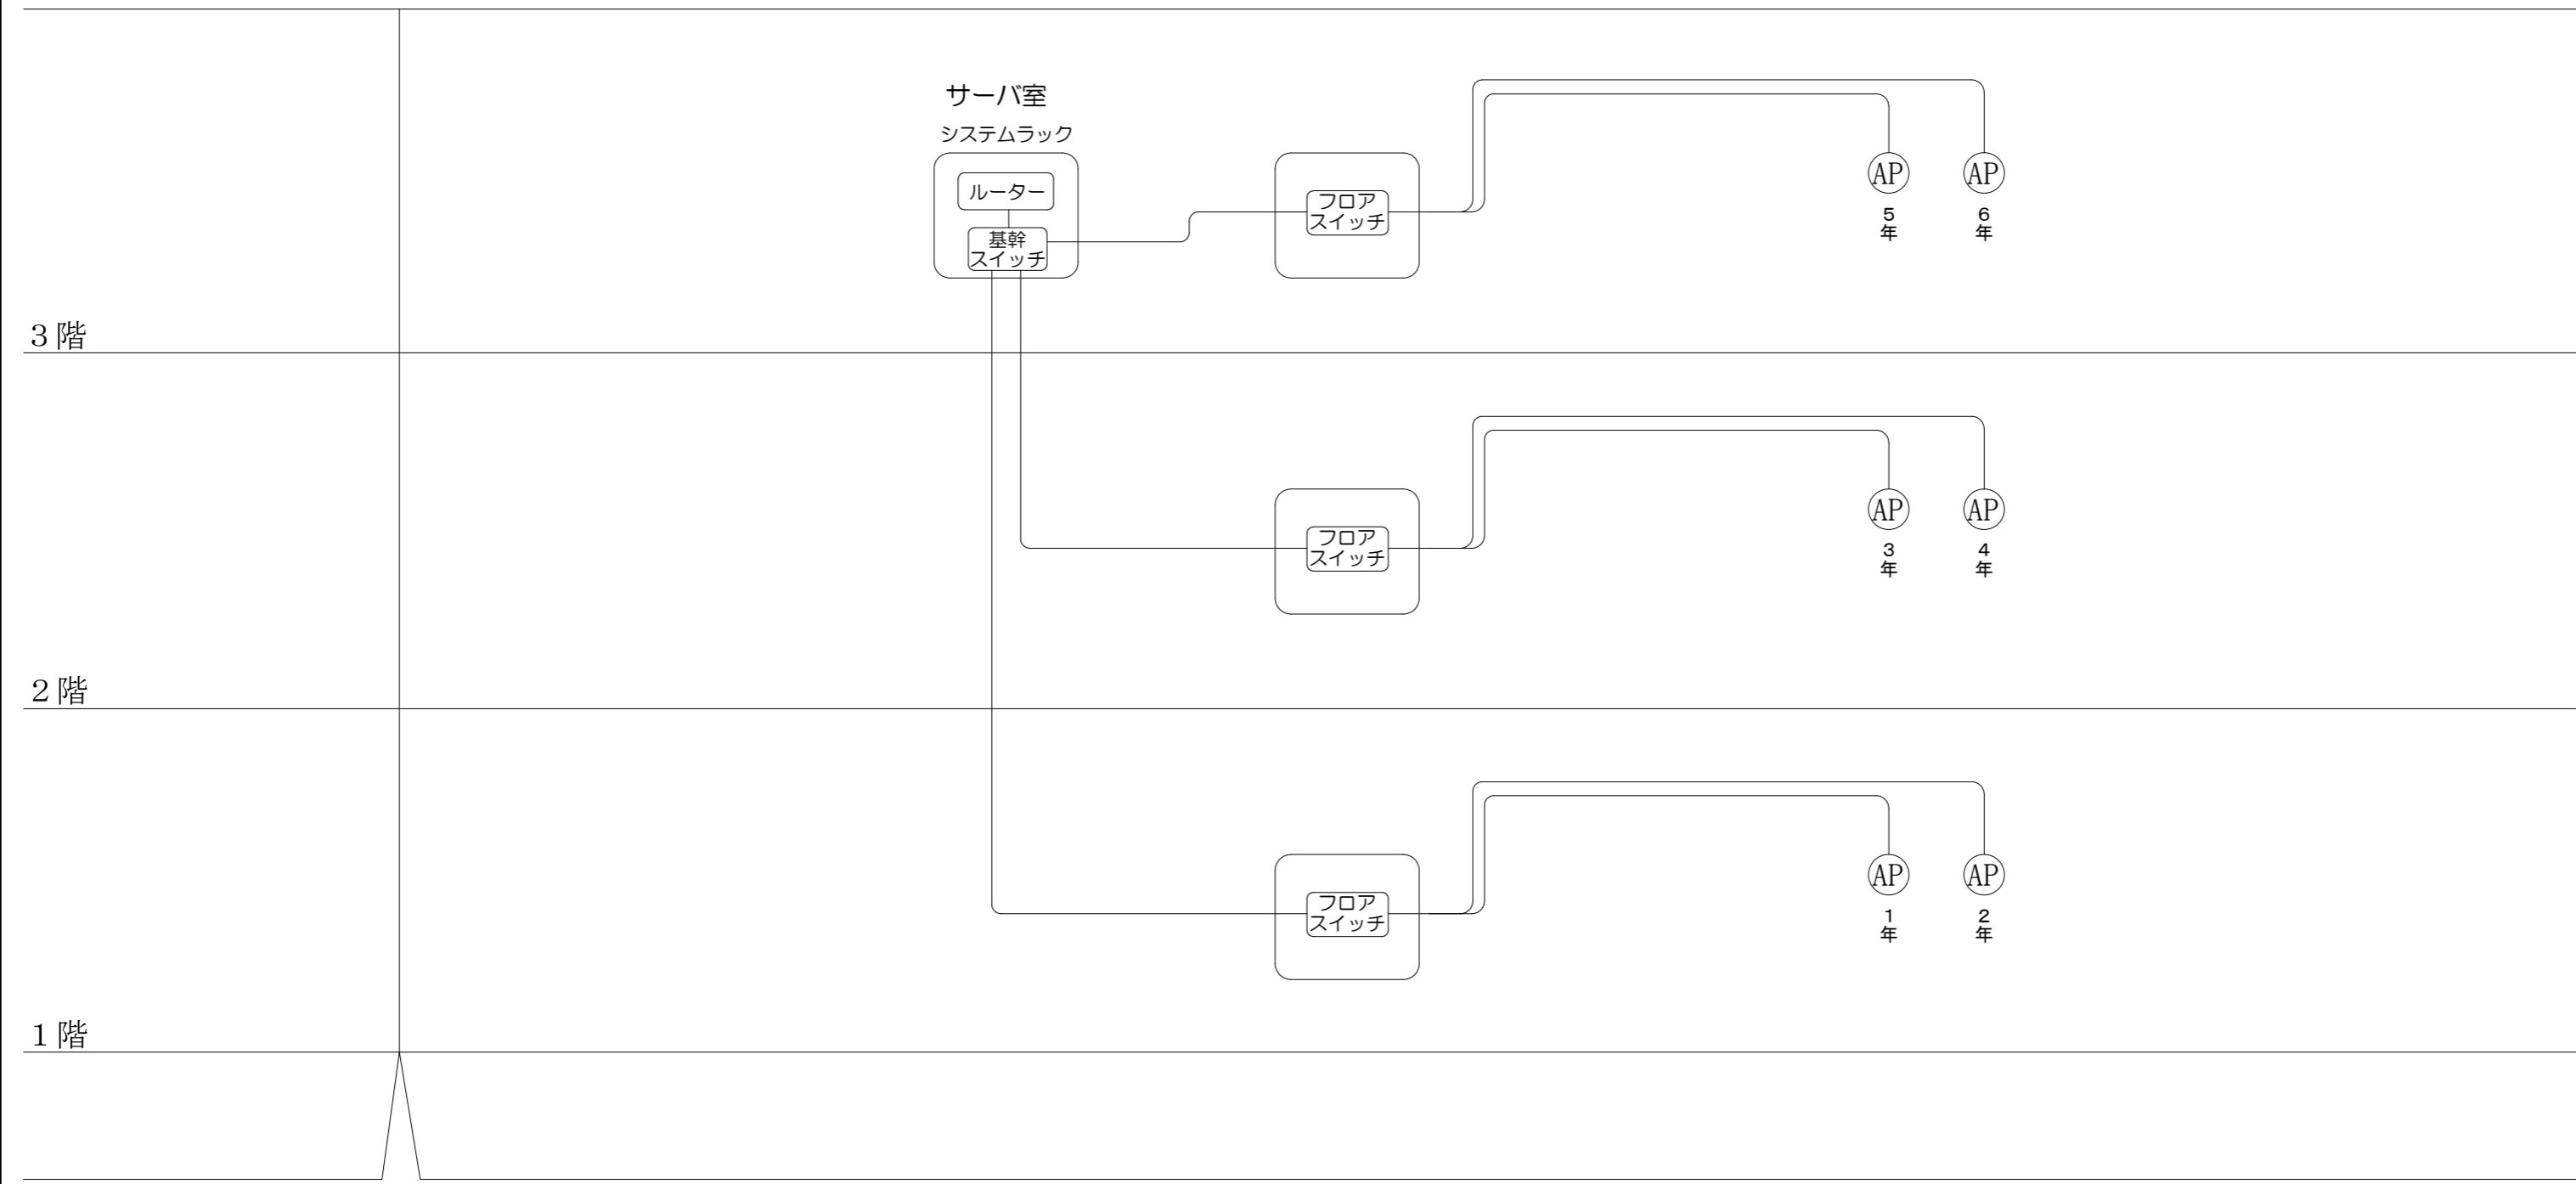 サーバ室
システムラック
ルーター
基幹
スイッチ
フロア
スイッチ
AP
5年
AP
6年
３階
フロア
スイッチ
AP
3年
AP
4年
２階
フロア
スイッチ
AP
1年
AP
2年
１階